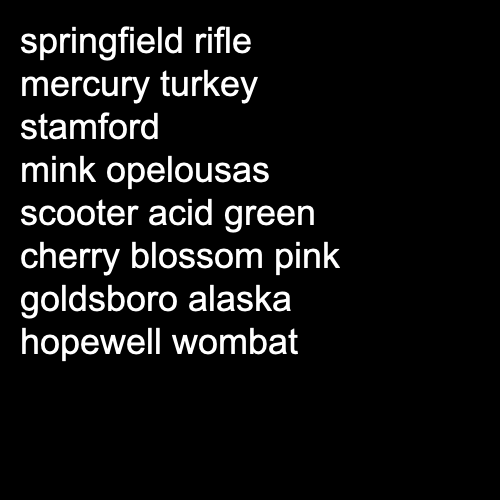 springfield rifle
mercury turkey
stamford
mink opelousas
scooter acid green
cherry blossom pink
goldsboro alaska
hopewell wombat